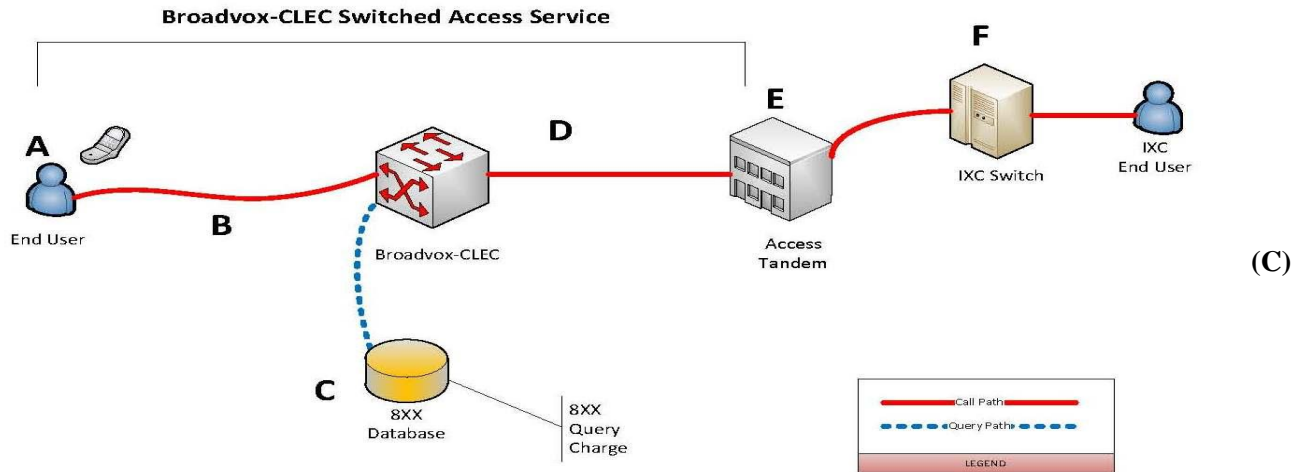 Broadvox-CLEC Switched Access Service
A
End User
B
Broadvox-CLEC
C
8XX
Database
8XX
Query
Charge
D
E
Access
Tandem
F
IXC Switch
IXC
End User
(C)
Call Path
Query Path
LEGEND